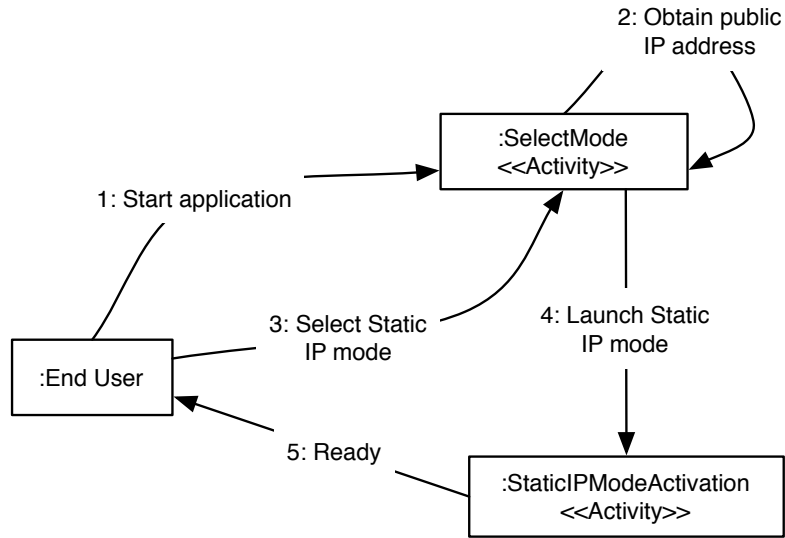 2: Obtain public
IP address
:SelectMode
<<Activity>>
1: Start application
3: Select Static
IP mode
4: Launch Static
IP mode
:End User
5: Ready
:StaticIPModeActivation
<<Activity>>